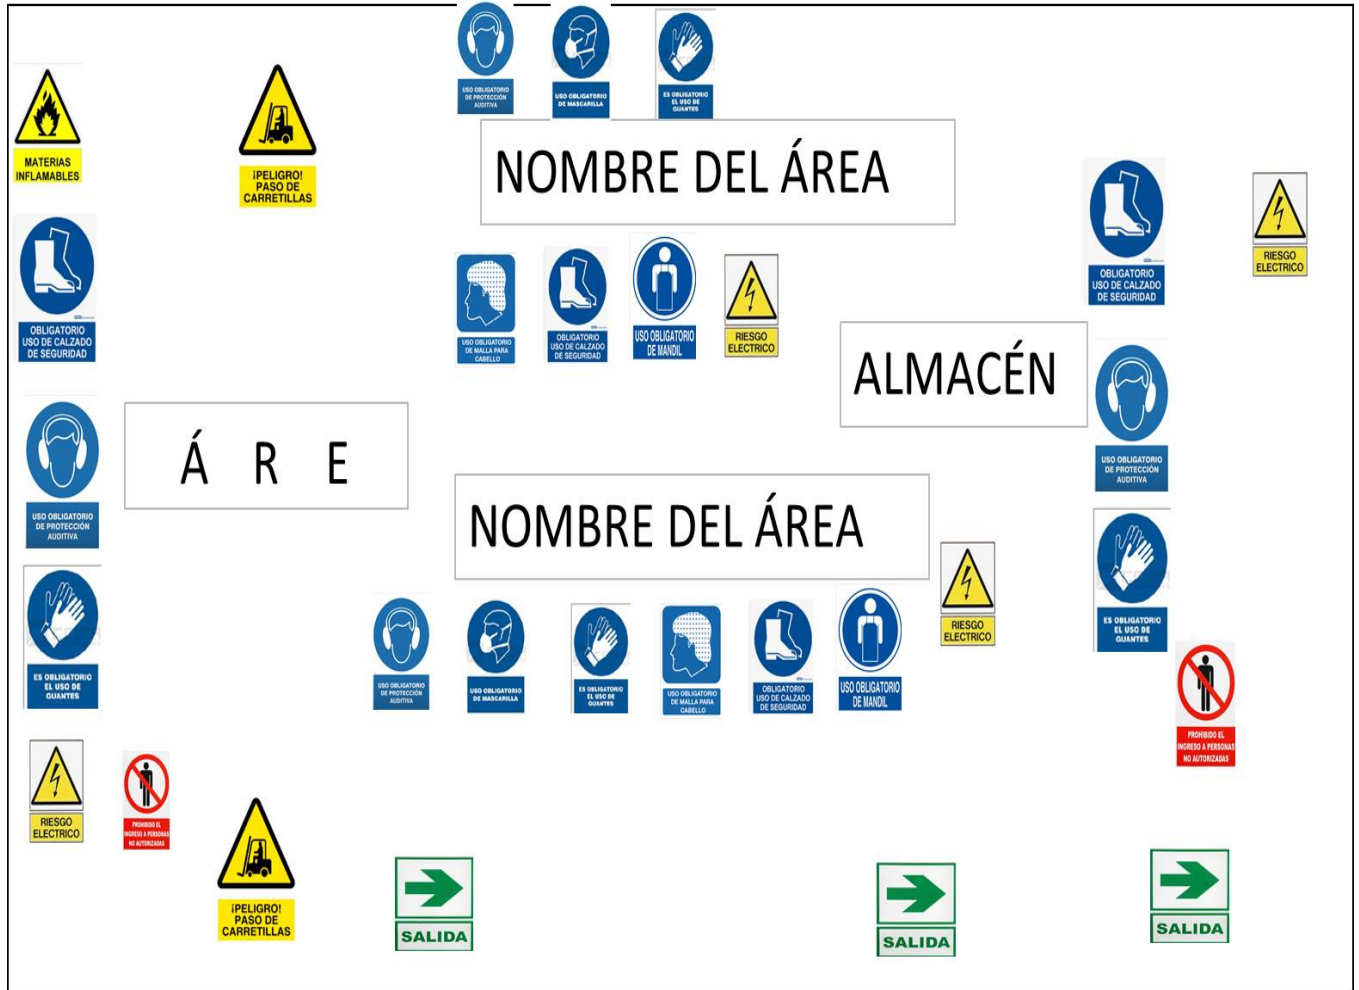 USO OBLIGATORIO
DE PROTECCIÓN
AUDITIVA
USO OBLIGATORIO
DE MASCARILLA
ES OBLIGATORIO
EL USO DE
GUANTES
MATERIAS
INFLAMABLES
¡PELIGRO!
PASO DE
CARRETILLAS
NOMBRE DEL ÁREA
OBLIGATORIO
USO DE CALZADO
DE SEGURIDAD
RIESGO
ELECTRICO
OBLIGATORIO
USO DE CALZADO
DE SEGURIDAD
USO OBLIGATORIO
DE MALLA PARA
CABELLO
OBLIGATORIO
USO DE CALZADO
DE SEGURIDAD
USO OBLIGATORIO
DE MANDIL
RIESGO
ELECTRICO
ALMACÉN
USO OBLIGATORIO
DE PROTECCIÓN
AUDITIVA
Á R E
USO OBLIGATORIO
DE PROTECCIÓN
AUDITIVA
NOMBRE DEL ÁREA
RIESGO
ELECTRICO
ES OBLIGATORIO
EL USO DE
GUANTES
ES OBLIGATORIO
EL USO DE
GUANTES
USO OBLIGATORIO
DE PROTECCIÓN
AUDITIVA
USO OBLIGATORIO
DE MASCARILLA
ES OBLIGATORIO
EL USO DE
GUANTES
USO OBLIGATORIO
DE MALLA PARA
CABELLO
OBLIGATORIO
USO DE CALZADO
DE SEGURIDAD
USO OBLIGATORIO
DE MANDIL
PROHIBIDO EL
INGRESO A PERSONAS
NO AUTORIZADAS
RIESGO
ELECTRICO
PROHIBIDO EL
INGRESO A PERSONAS
NO AUTORIZADAS
¡PELIGRO!
PASO DE
CARRETILLAS
SALIDA
SALIDA
SALIDA